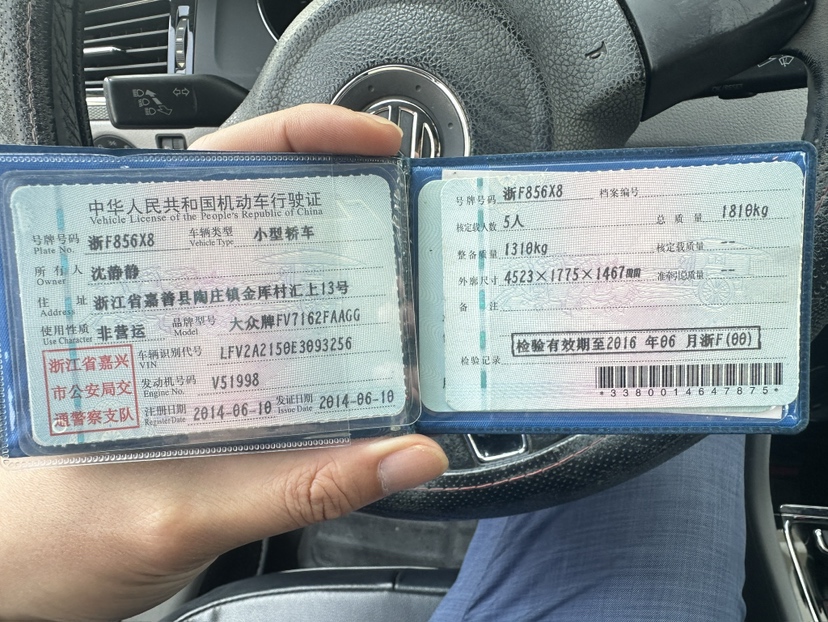 中华人民共和国机动车行驶证
Vehicle License of the People's Republic of China
号牌号码 浙F856X8 车辆类型 小型轿车
Plate No. Vehicle Type
所有人 沈静静
Owner
住址 浙江省嘉善县陶庄镇金厍村汇上13号
Address
使用性质 非营运 品牌型号 大众牌FV7162FAAGG
Use Character Model
浙江省嘉兴
市公安局交
通警察支队
车辆识别代号 LFV2A2150E3093256
VIN
发动机号码 V51998
Engine No.
注册日期 2014-06-10 发证日期 2014-06-10
Register Date Issue Date
号牌号码 浙F856X8 档案编号
核定载人数 5人 总质量 1810kg
整备质量 1310kg 核定载质量 --
外廓尺寸 4523×1775×1467mm 准牵引总质量 --
备注
检验有效期至2016 年06 月浙F(00)
检验记录
*3380014647875*